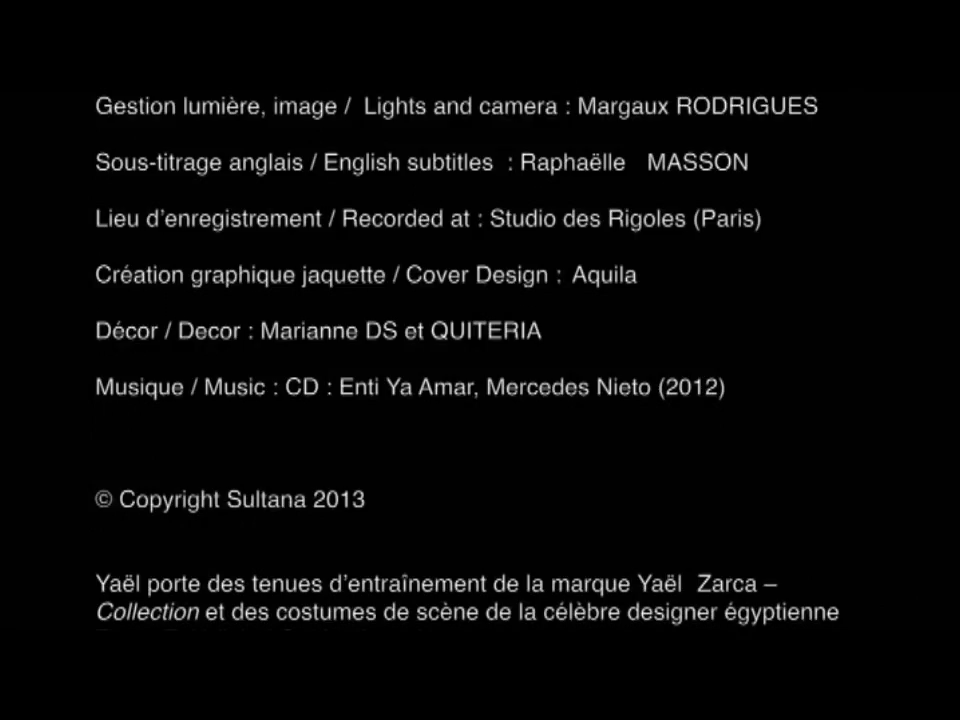 Gestion lumière, image / Lights and camera : Margaux RODRIGUES
Sous-titrage anglais / English subtitles : Raphaëlle MASSON
Lieu d’enregistrement / Recorded at : Studio des Rigoles (Paris)
Création graphique jaquette / Cover Design : Aquila
Décor / Decor : Marianne DS et QUITERIA
Musique / Music : CD : Enti Ya Amar, Mercedes Nieto (2012)
© Copyright Sultana 2013
Yaël porte des tenues d’entraînement de la marque Yaël Zarca –
Collection et des costumes de scène de la célèbre designer égyptienne